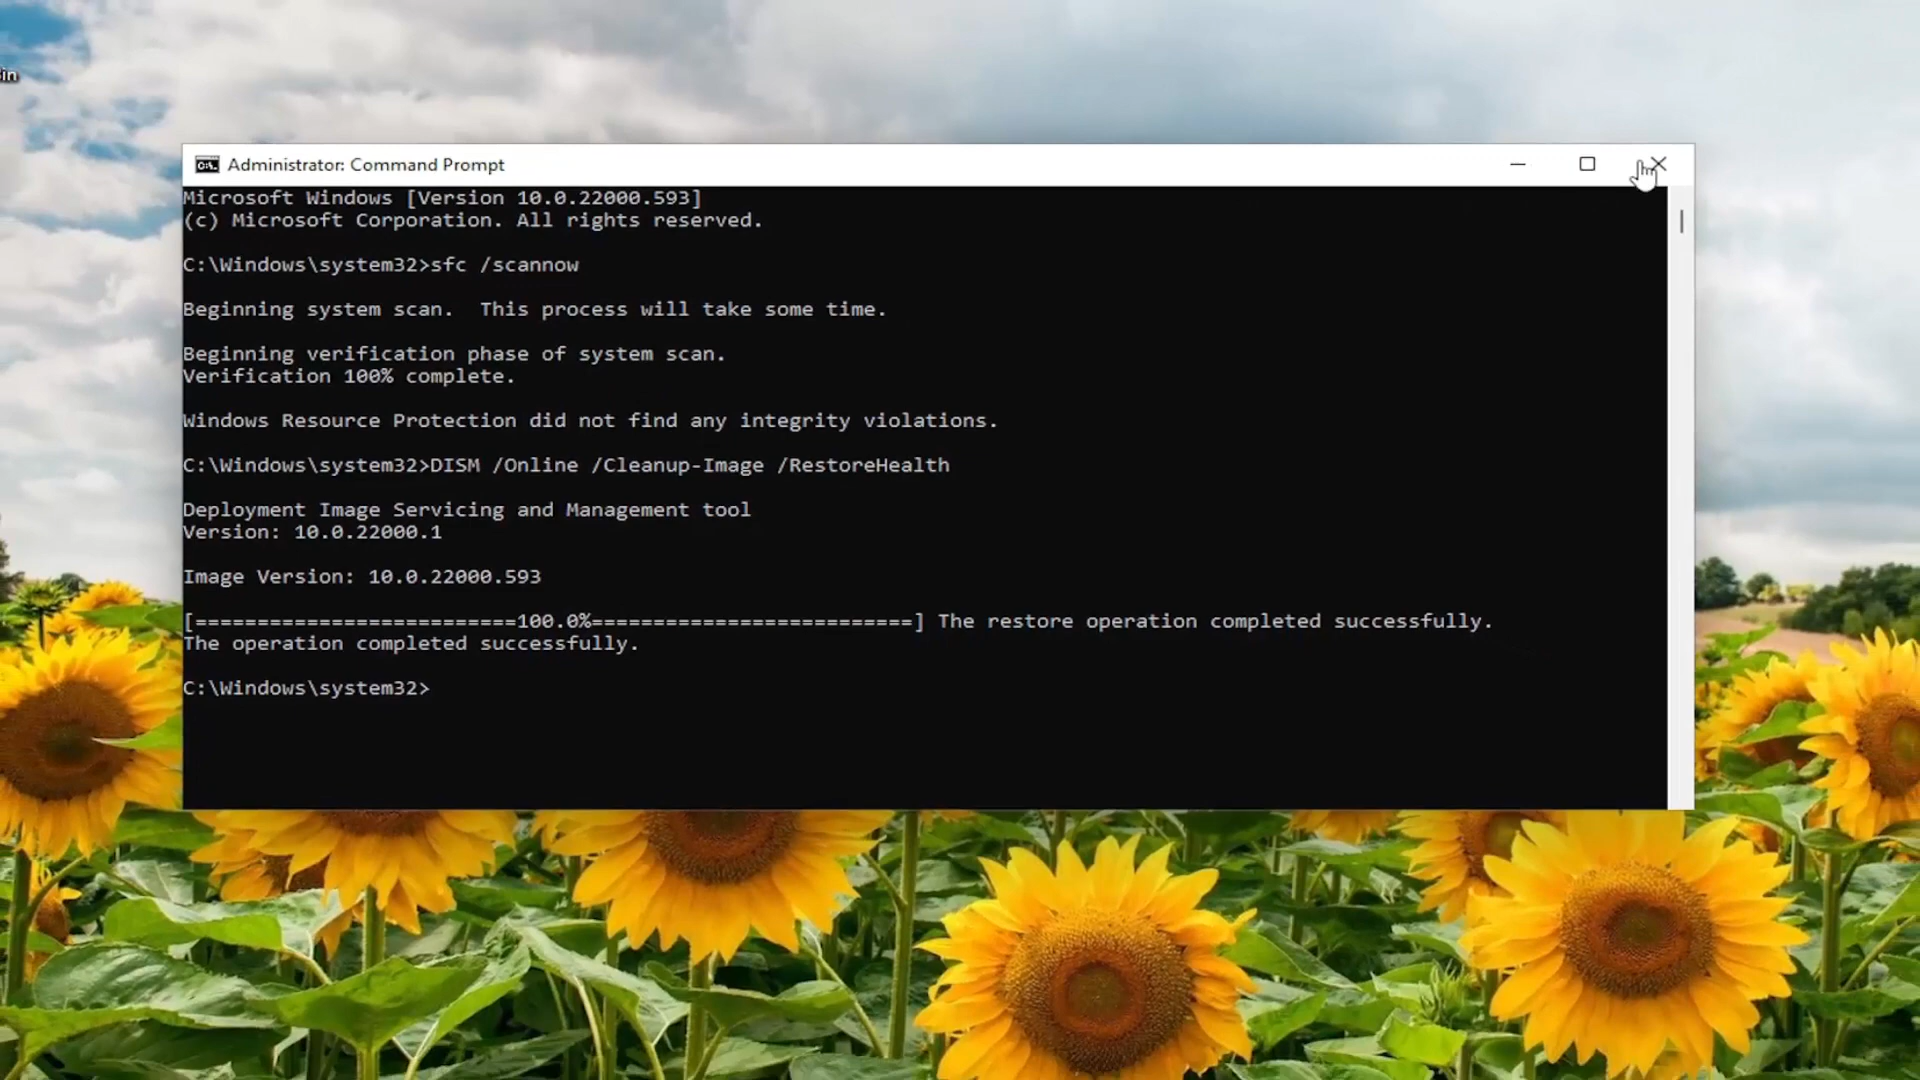 in
Administrator: Command Prompt
Microsoft Windows [Version 10.0.22000.593]
(c) Microsoft Corporation. All rights reserved.
C:\Windows\system32>sfc /scannow
Beginning system scan.  This process will take some time.
Beginning verification phase of system scan.
Verification 100% complete.
Windows Resource Protection did not find any integrity violations.
C:\Windows\system32>DISM /Online /Cleanup-Image /RestoreHealth
Deployment Image Servicing and Management tool
Version: 10.0.22000.1
Image Version: 10.0.22000.593
[==========================100.0%==========================] The restore operation completed successfully.
The operation completed successfully.
C:\Windows\system32>